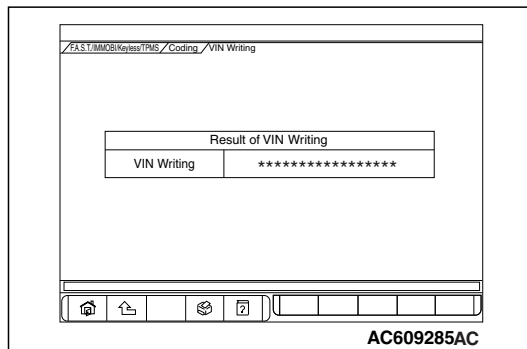 F.A.S.T./IMMOBI/Keyless/TPMS / Coding / VIN Writing
Result of VIN Writing
VIN Writing *****************
?
AC609285AC